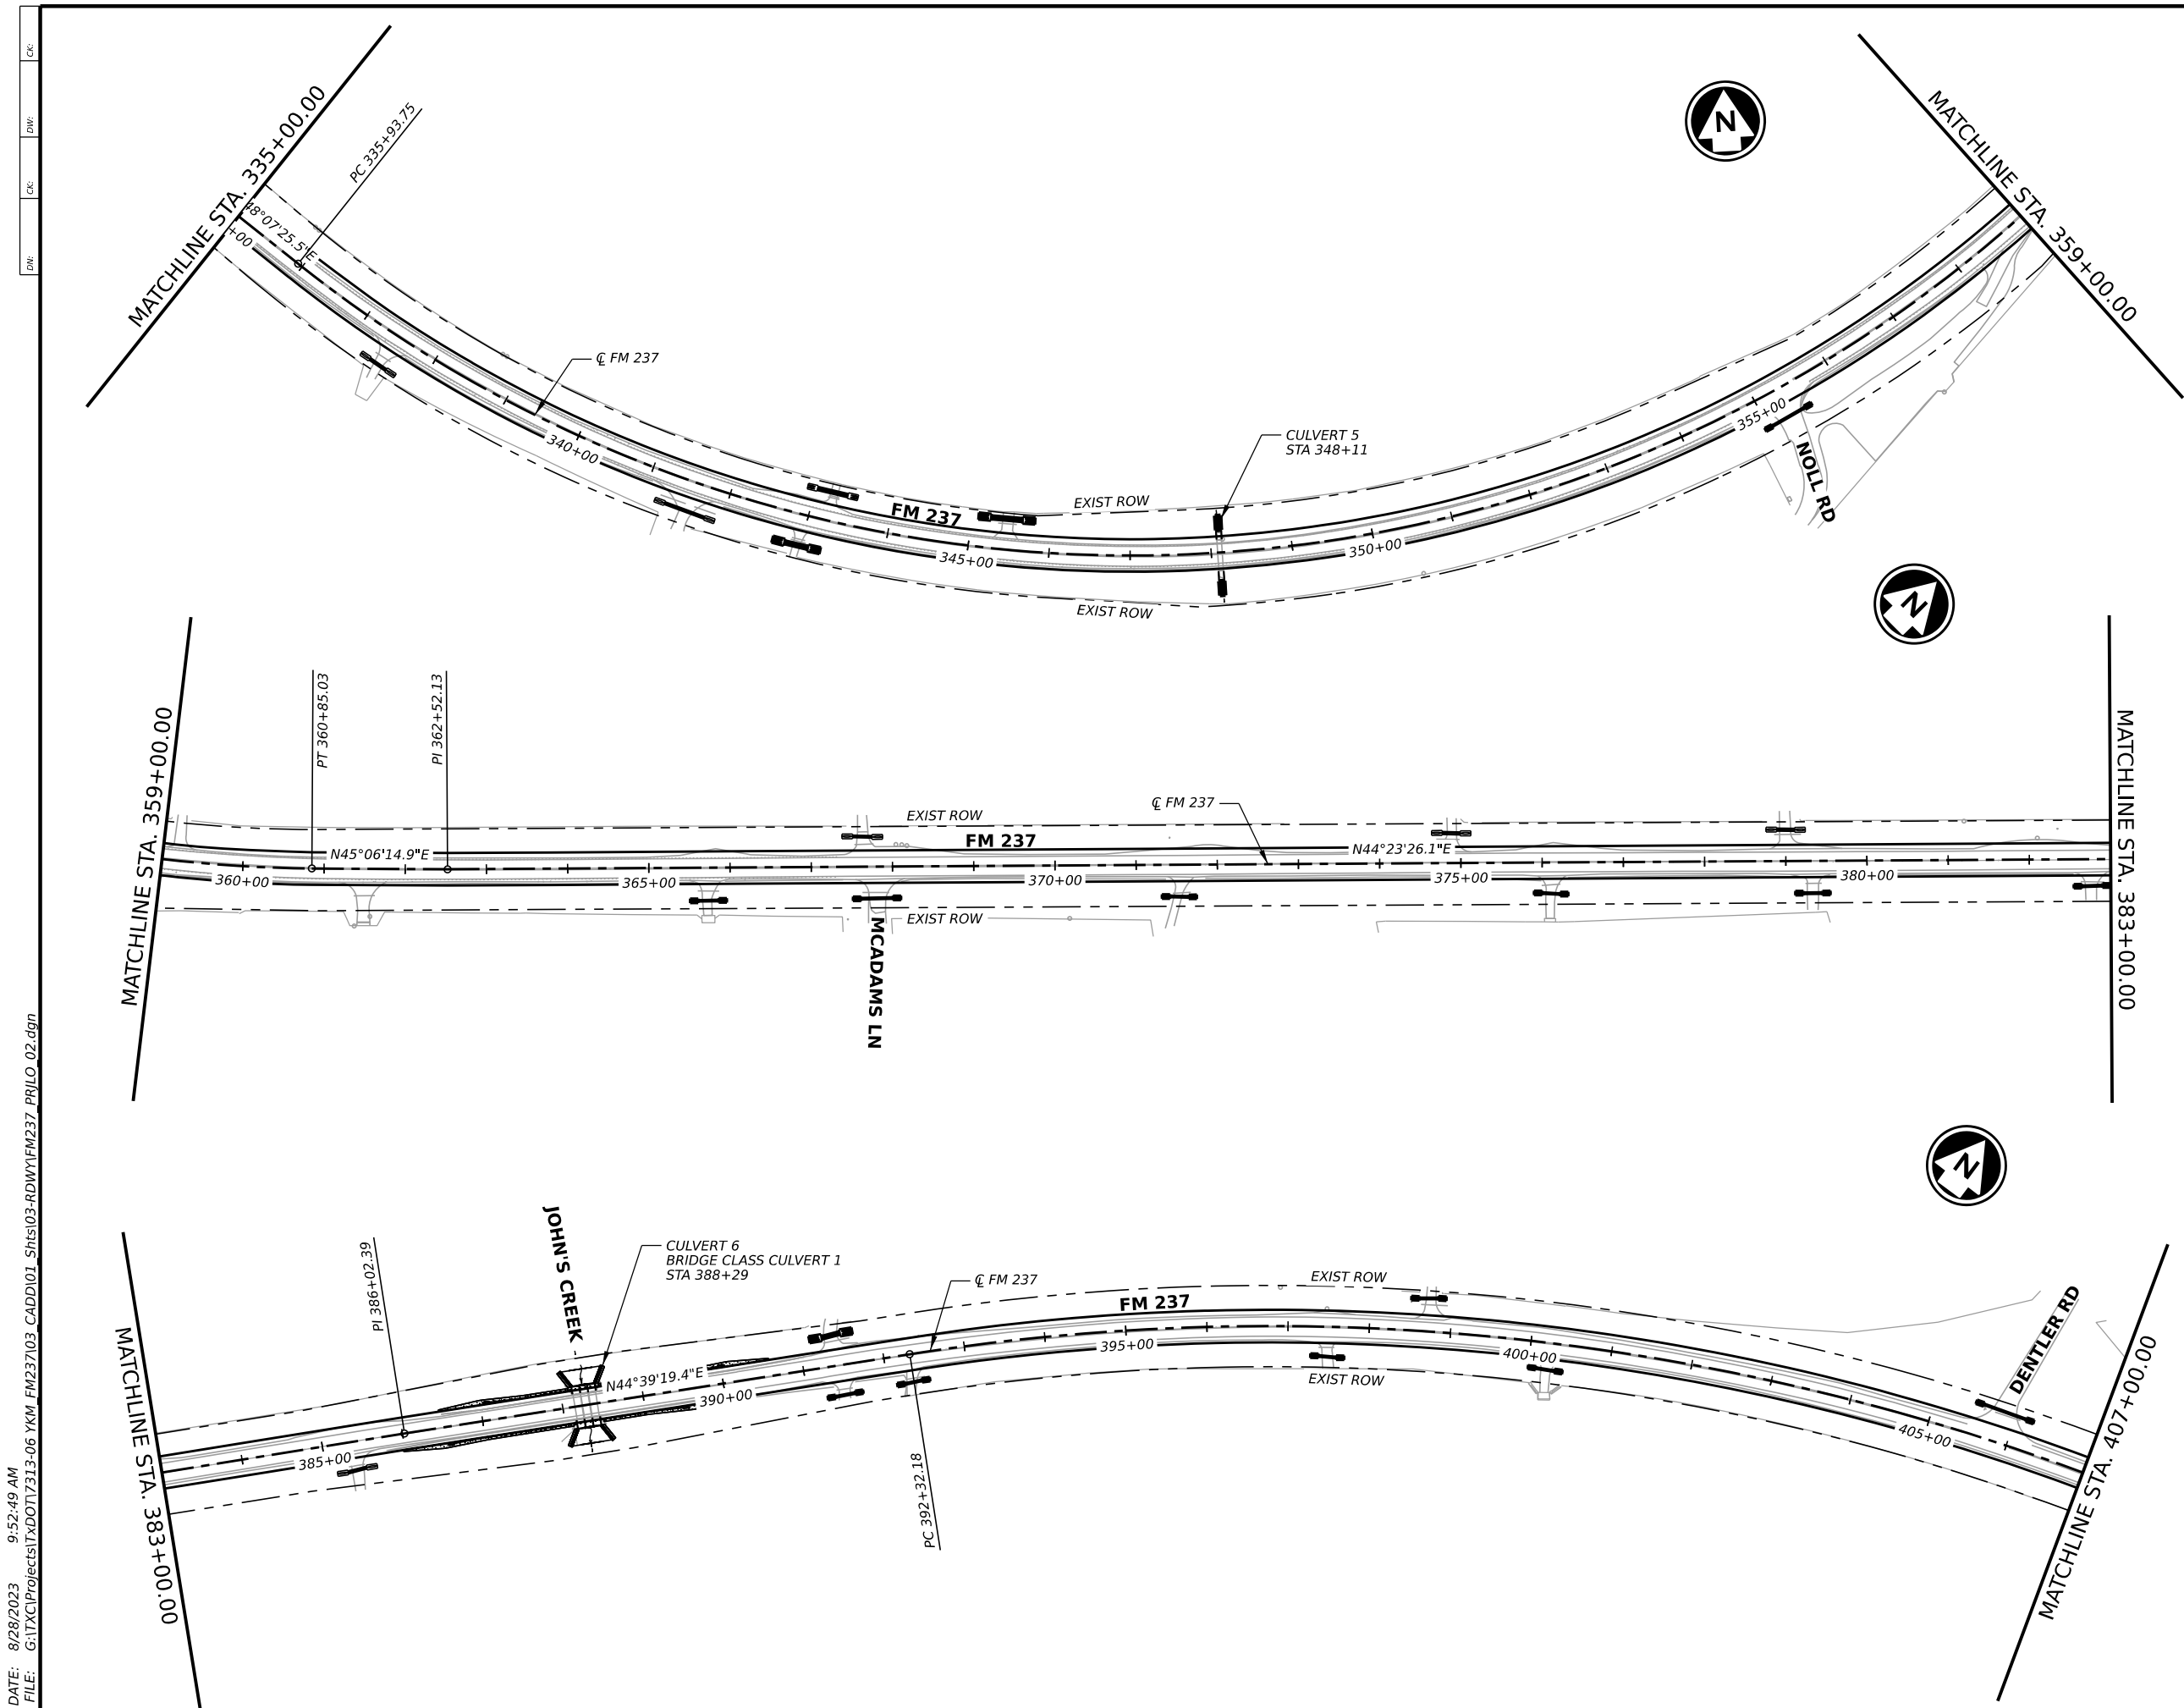 CK:
DW:
CK:
DN:
MATCHLINE STA. 335+00.00
PC 335+93.75
48°07'25.5"E
+00
N
MATCHLINE STA. 359+00.00
℄ FM 237
340+00
FM 237
345+00
EXIST ROW
CULVERT 5
STA 348+11
350+00
355+00
NOLL RD
EXIST ROW
N
MATCHLINE STA. 359+00.00
PT 360+85.03
PI 362+52.13
N45°06'14.9"E
360+00
365+00
EXIST ROW
FM 237
℄ FM 237
370+00
N44°23'26.1"E
375+00
380+00
EXIST ROW
MCADAMS LN
MATCHLINE STA. 383+00.00
N
MATCHLINE STA. 383+00.00
PI 386+02.39
JOHN'S CREEK
CULVERT 6
BRIDGE CLASS CULVERT 1
STA 388+29
℄ FM 237
N44°39'19.4"E
385+00
390+00
PC 392+32.18
FM 237
395+00
EXIST ROW
400+00
EXIST ROW
405+00
DENTLER RD
MATCHLINE STA. 407+00.00
DATE: 8/28/2023 9:52:49 AM
FILE: G:\TXC\Projects\TxDOT\7313-06 YKM_FM237\03_CADD\01_Shts\03-RDWY\FM237_PRJLO_02.dgn